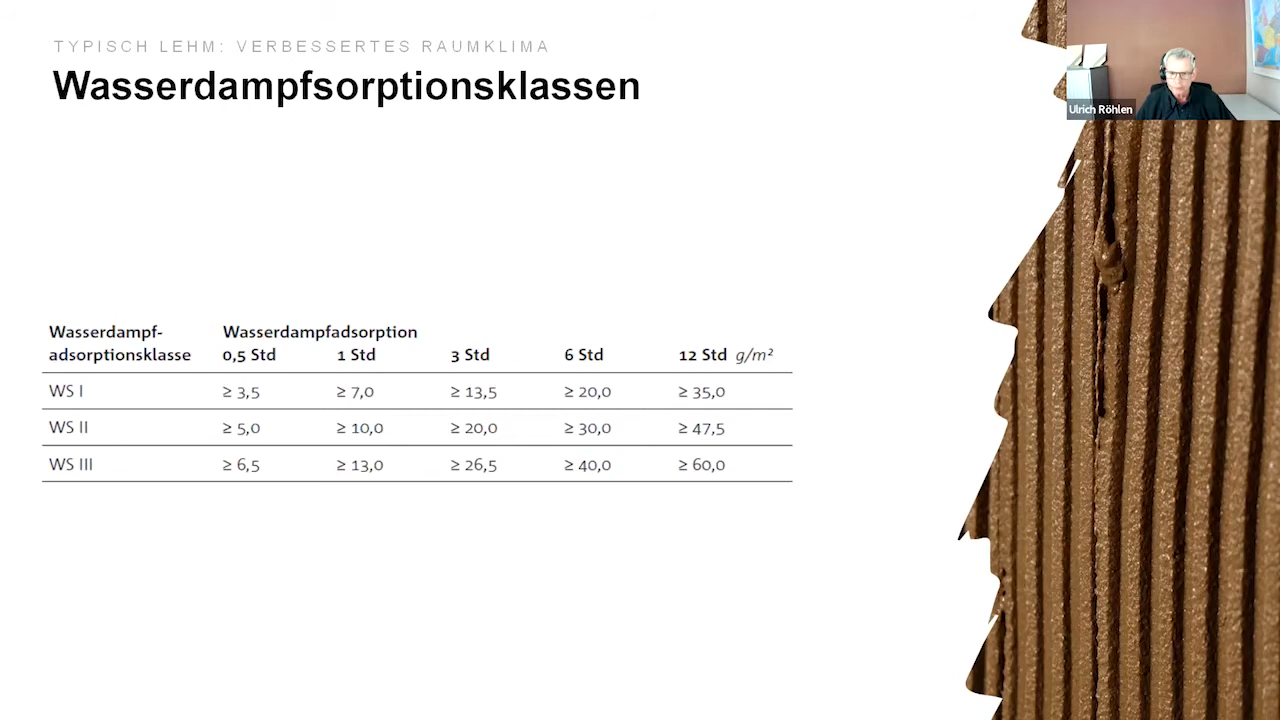 TYPISCH LEHM: VERBESSERTES RAUMKLIMA
Wasserdampfsorptionsklassen
Ulrich Röhlen
Wasserdampf- Wasserdampfadsorption
adsorptionsklasse 0,5 Std 1 Std 3 Std 6 Std 12 Std g/m²
WS I ≥ 3,5 ≥ 7,0 ≥ 13,5 ≥ 20,0 ≥ 35,0
WS II ≥ 5,0 ≥ 10,0 ≥ 20,0 ≥ 30,0 ≥ 47,5
WS III ≥ 6,5 ≥ 13,0 ≥ 26,5 ≥ 40,0 ≥ 60,0